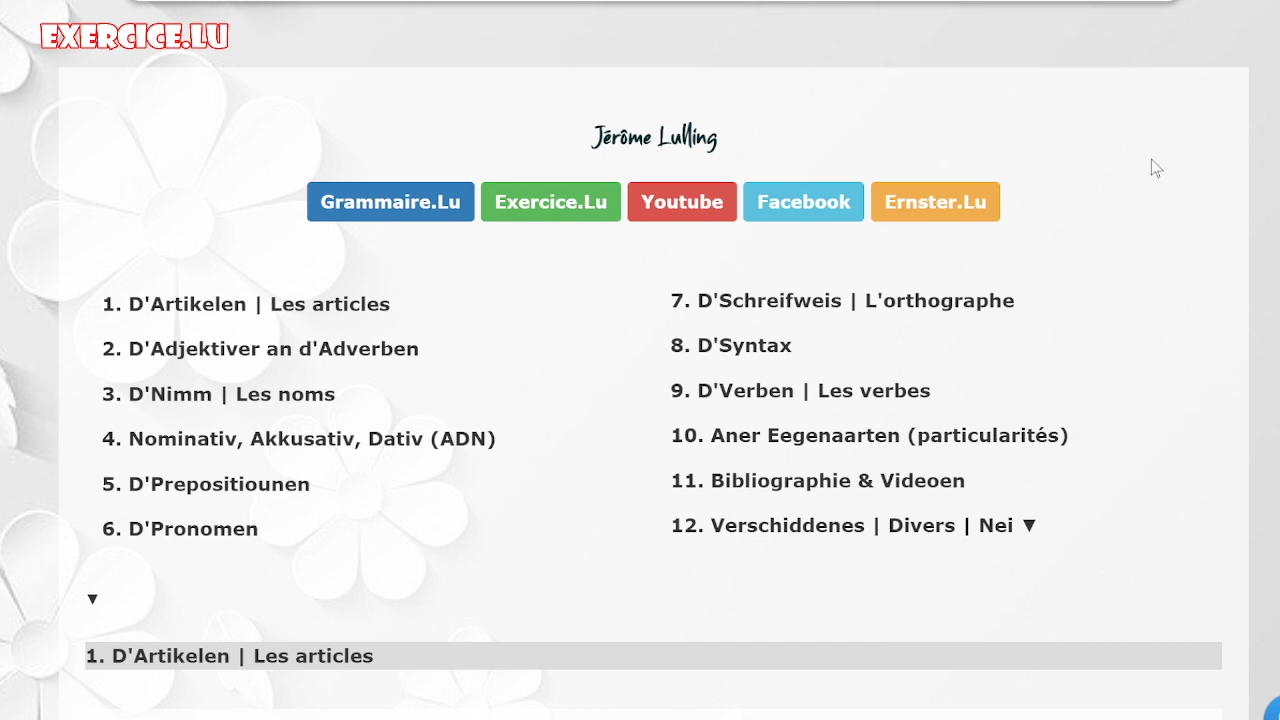 EXERCICE.LU
Jérôme Lulling
Grammaire.Lu
Exercice.Lu
Youtube
Facebook
Ernster.Lu
1. D'Artikelen | Les articles
2. D'Adjektiver an d'Adverben
3. D'Nimm | Les noms
4. Nominativ, Akkusativ, Dativ (ADN)
5. D'Prepositiounen
6. D'Pronomen
7. D'Schreifweis | L'orthographe
8. D'Syntax
9. D'Verben | Les verbes
10. Aner Eegenaarten (particularités)
11. Bibliographie & Videoen
12. Verschiddenes | Divers | Nei ▼
▼
1. D'Artikelen | Les articles